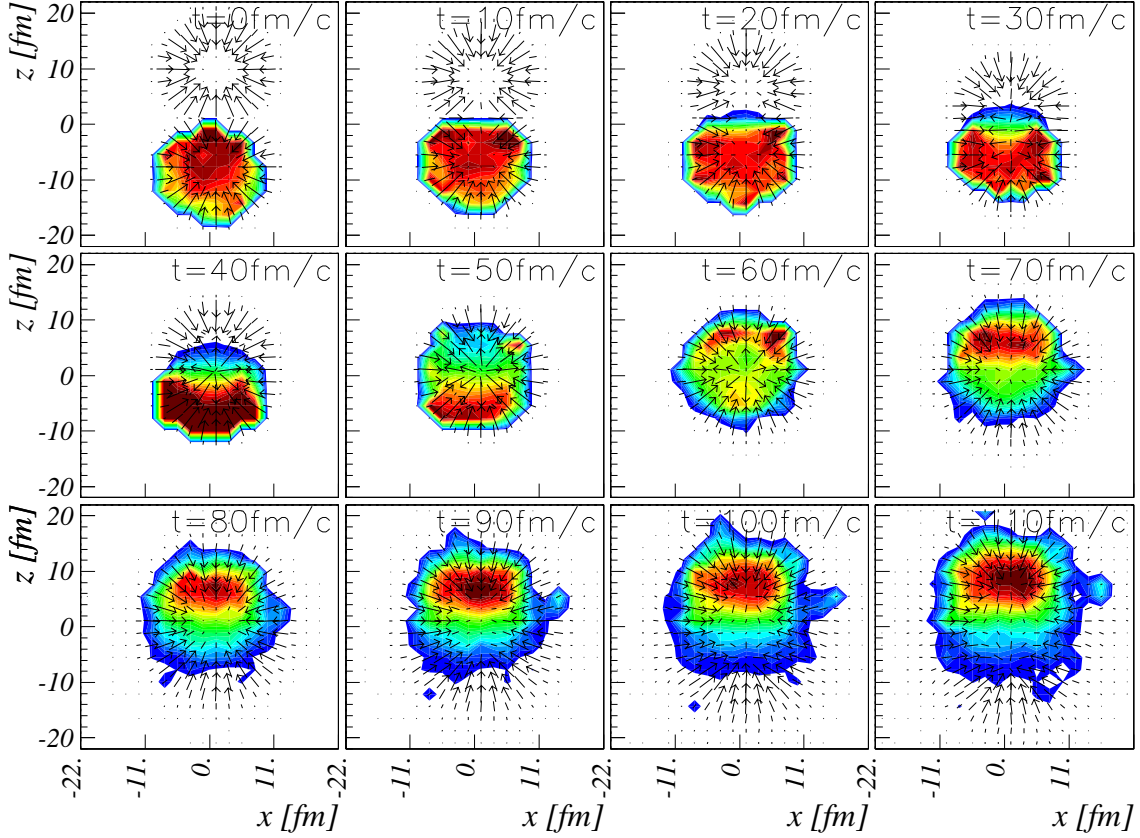 z [fm]
20
10
0
-10
-20
t=0fm/c
t=10fm/c
t=20fm/c
t=30fm/c
z [fm]
20
10
0
-10
-20
t=40fm/c
t=50fm/c
t=60fm/c
t=70fm/c
z [fm]
20
10
0
-10
-20
t=80fm/c
t=90fm/c
t=100fm/c
t=110fm/c
-22. -11. 0. 11. 22. -11. 0. 11. 22. -11. 0. 11. 22. -11. 0. 11. 22.
x [fm] x [fm] x [fm] x [fm]